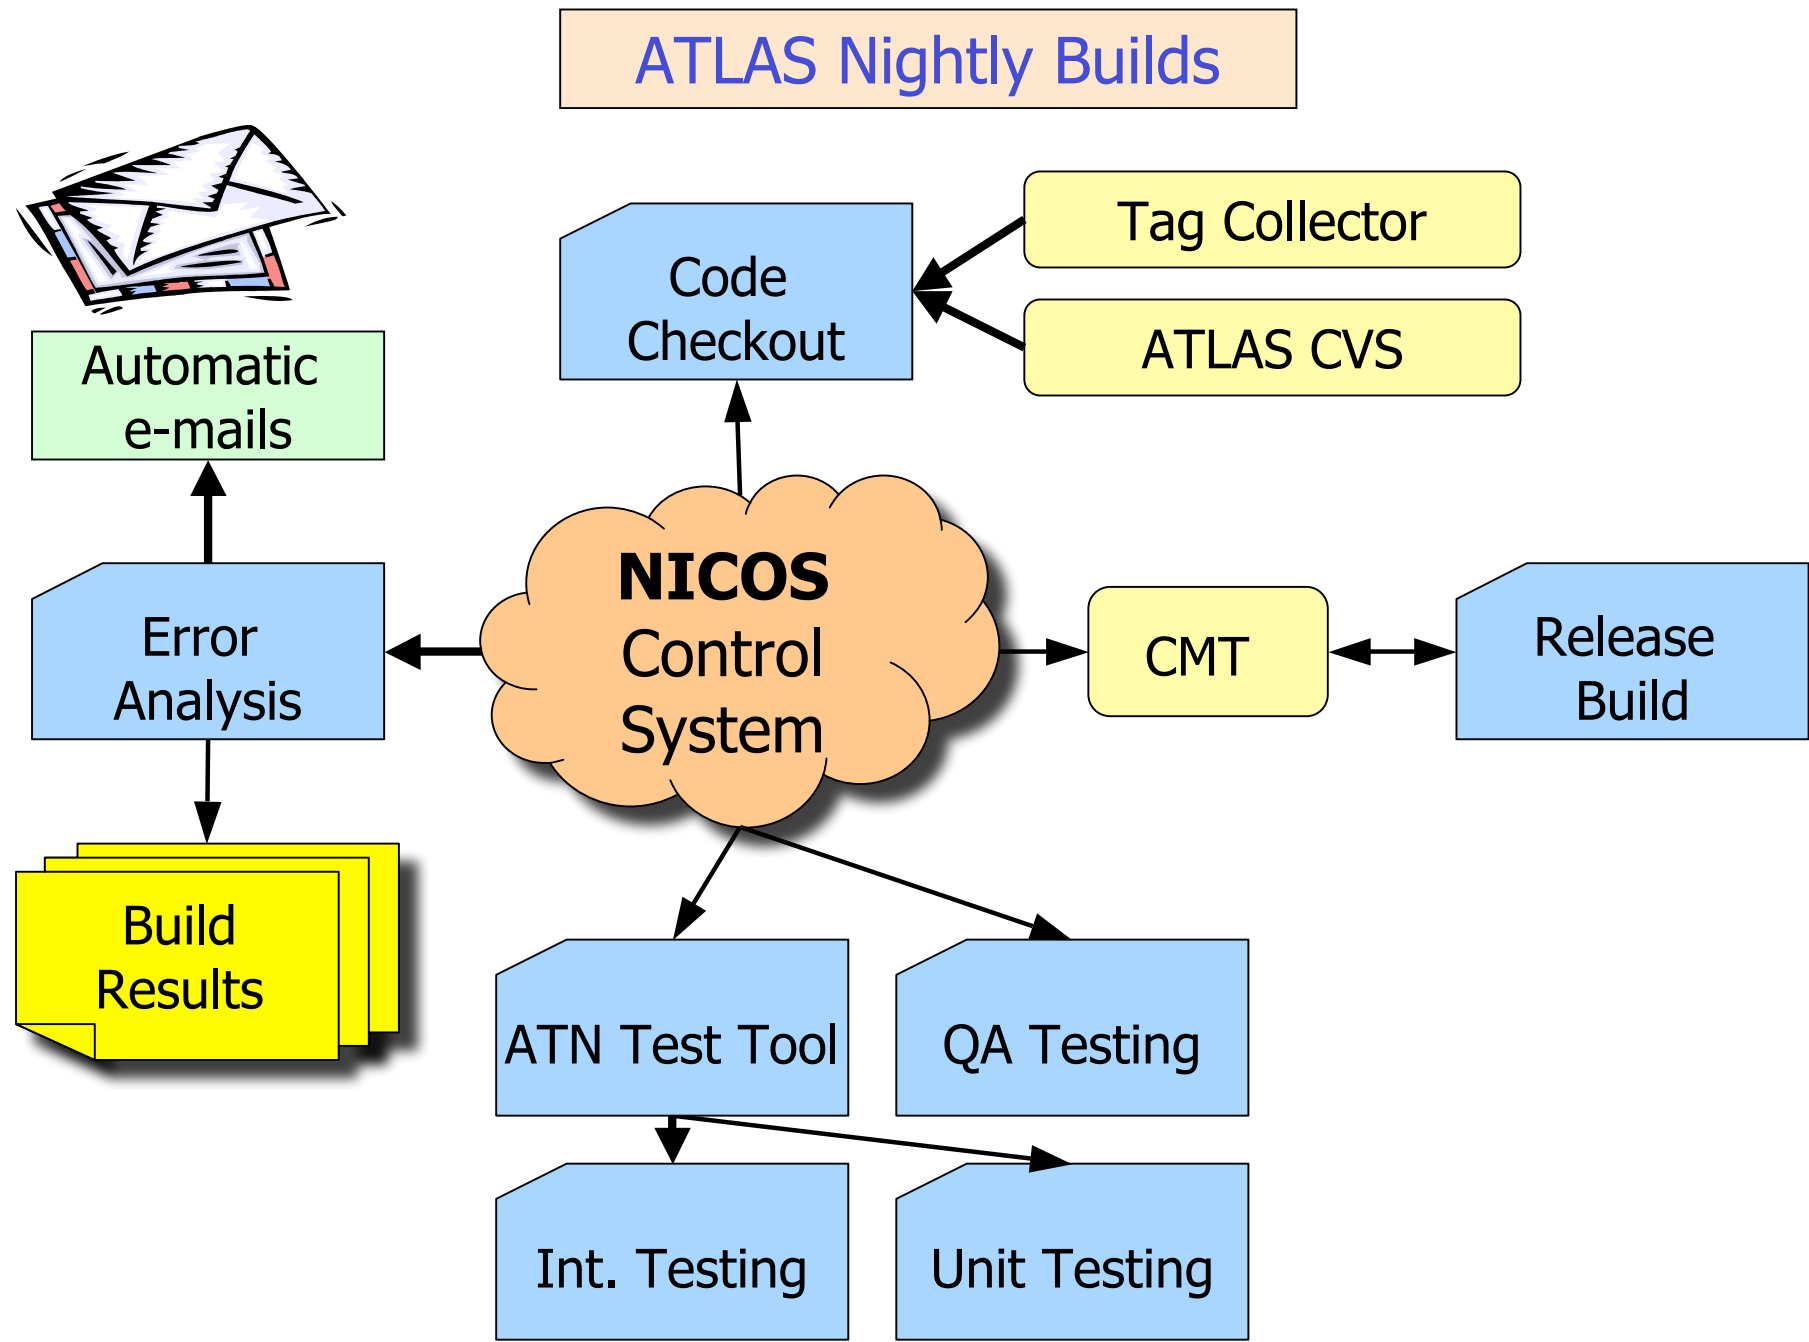 ATLAS Nightly Builds
Tag Collector
Code
Checkout
ATLAS CVS
Automatic
e-mails
NICOS
Control
System
Error
Analysis
CMT
Release
Build
Build
Results
ATN Test Tool
QA Testing
Int. Testing
Unit Testing